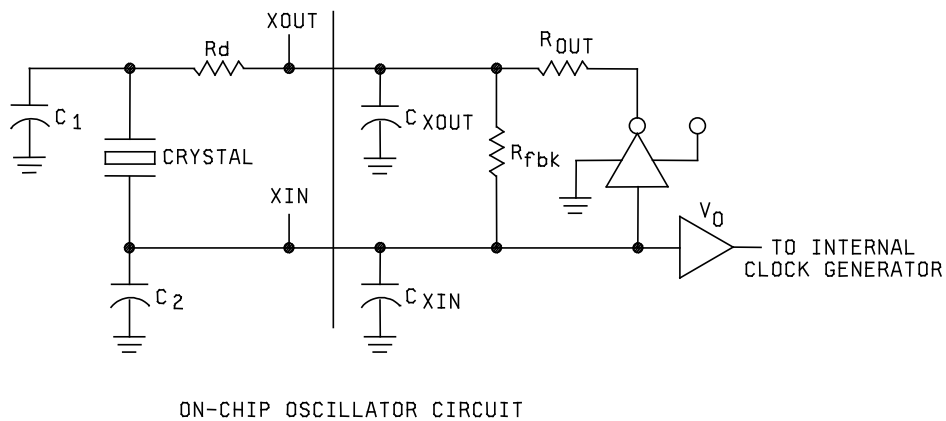 XOUT
Rd
ROUT
C1
CXOUT
CRYSTAL
Rfbk
XIN
VO
TO INTERNAL
CLOCK GENERATOR
C2
CXIN
ON-CHIP OSCILLATOR CIRCUIT